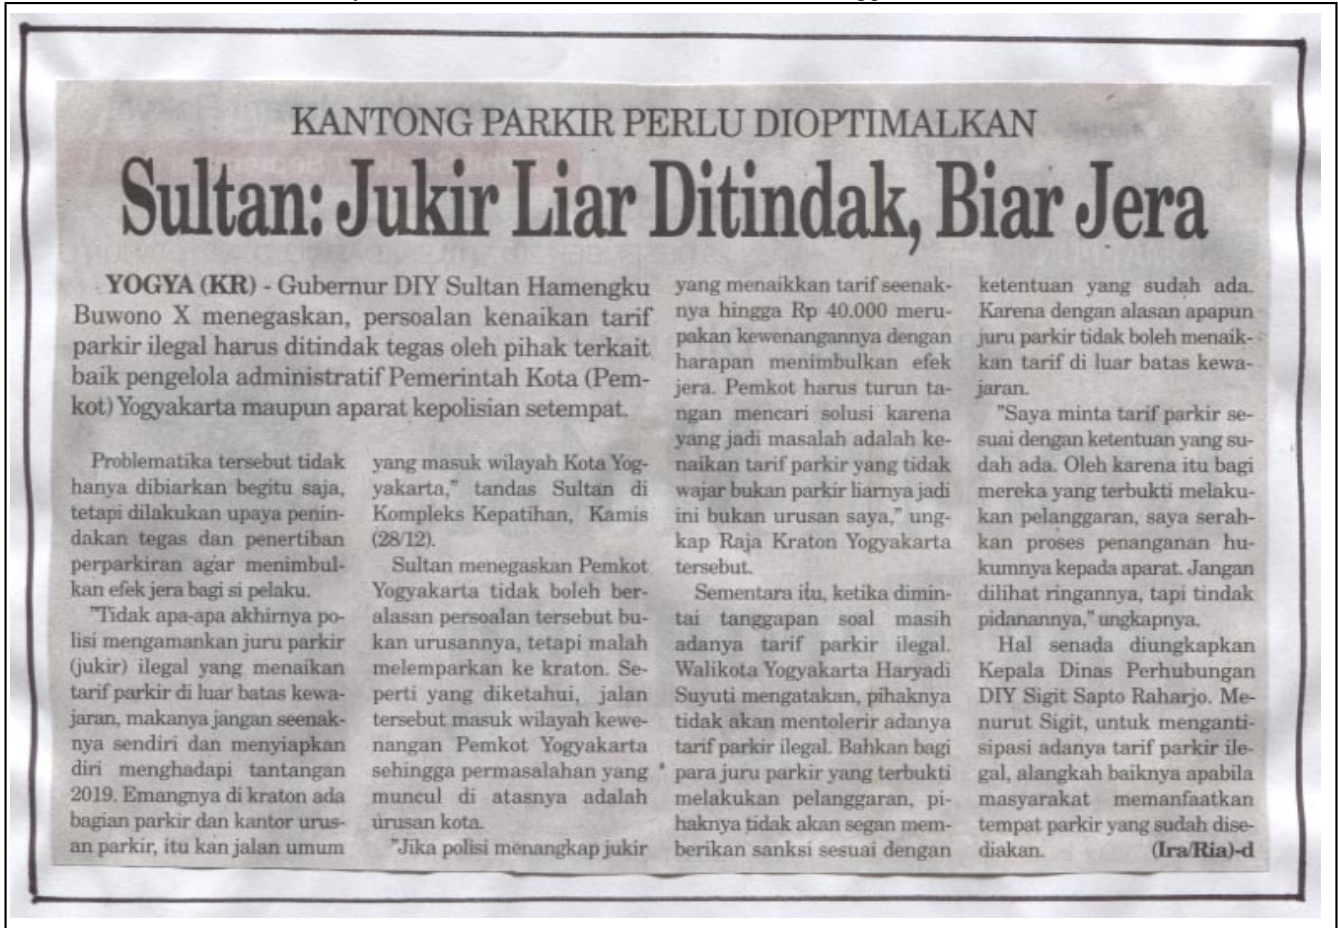 KANTONG PARKIR PERLU DIOPTIMALKAN
Sultan: Jukir Liar Ditindak, Biar Jera
YOGYA (KR) - Gubernur DIY Sultan Hamengku
Buwono X menegaskan, persoalan kenaikan tarif
parkir ilegal harus ditindak tegas oleh pihak terkait
baik pengelola administratif Pemerintah Kota (Pem-
kot) Yogyakarta maupun aparat kepolisian setempat.
Problematika tersebut tidak
hanya dibiarkan begitu saja,
tetapi dilakukan upaya penin-
dakan tegas dan penertiban
perparkiran agar menimbul-
kan efek jera bagi si pelaku.
"Tidak apa-apa akhirnya po-
lisi mengamankan juru parkir
(jukir) ilegal yang menaikan
tarif parkir di luar batas kewa-
jaran, makanya jangan seenak-
nya sendiri dan menyiapkan
diri menghadapi tantangan
2019. Emangnya di kraton ada
bagian parkir dan kantor urus-
an parkir, itu kan jalan umum
yang masuk wilayah Kota Yog-
yakarta," tandas Sultan di
Kompleks Kepatihan, Kamis
(28/12).
Sultan menegaskan Pemkot
Yogyakarta tidak boleh ber-
alasan persoalan tersebut bu-
kan urusannya, tetapi malah
melemparkan ke kraton. Se-
perti yang diketahui, jalan
tersebut masuk wilayah kewe-
nangan Pemkot Yogyakarta
sehingga permasalahan yang
muncul di atasnya adalah
urusan kota.
"Jika polisi menangkap jukir
yang menaikkan tarif seenak-
nya hingga Rp 40.000 meru-
pakan kewenangannya dengan
harapan menimbulkan efek
jera. Pemkot harus turun ta-
ngan mencari solusi karena
yang jadi masalah adalah ke-
naikan tarif parkir yang tidak
wajar bukan parkir liarnya jadi
ini bukan urusan saya," ung-
kap Raja Kraton Yogyakarta
tersebut.
Sementara itu, ketika dimin-
tai tanggapan soal masih
adanya tarif parkir ilegal.
Walikota Yogyakarta Haryadi
Suyuti mengatakan, pihaknya
tidak akan mentolerir adanya
tarif parkir ilegal. Bahkan bagi
para juru parkir yang terbukti
melakukan pelanggaran, pi-
haknya tidak akan segan mem-
berikan sanksi sesuai dengan
ketentuan yang sudah ada.
Karena dengan alasan apapun
juru parkir tidak boleh menaik-
kan tarif di luar batas kewa-
jaran.
"Saya minta tarif parkir se-
suai dengan ketentuan yang su-
dah ada. Oleh karena itu bagi
mereka yang terbukti melaku-
kan pelanggaran, saya serah-
kan proses penanganan hu-
kumnya kepada aparat. Jangan
dilihat ringannya, tapi tindak
pidanannya," ungkapnya.
Hal senada diungkapkan
Kepala Dinas Perhubungan
DIY Sigit Sapto Raharjo. Me-
nurut Sigit, untuk menganti-
sipasi adanya tarif parkir ile-
gal, alangkah baiknya apabila
masyarakat memanfaatkan
tempat parkir yang sudah dise-
diakan. (Ira/Ria)-d